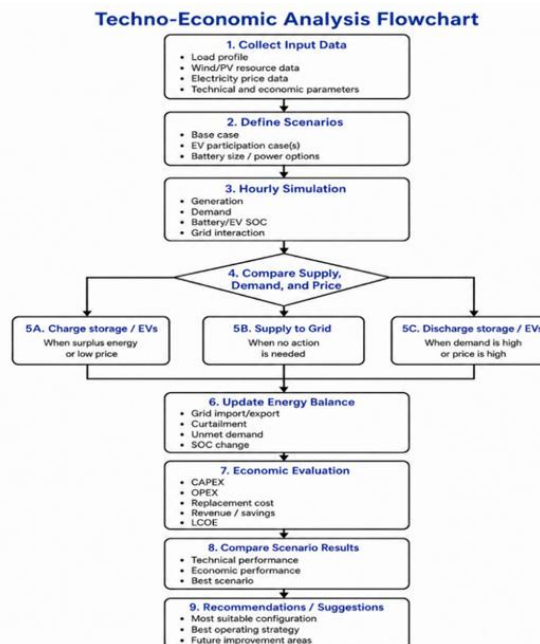 Techno-Economic Analysis Flowchart
1. Collect Input Data
• Load profile
• Wind/PV resource data
• Electricity price data
• Technical and economic parameters
2. Define Scenarios
• Base case
• EV participation case(s)
• Battery size / power options
3. Hourly Simulation
• Generation
• Demand
• Battery/EV SOC
• Grid interaction
4. Compare Supply,
Demand, and Price
5A. Charge storage / EVs
When surplus energy
or low price
5B. Supply to Grid
When no action
is needed
5C. Discharge storage / EVs
When demand is high
or price is high
6. Update Energy Balance
• Grid import/export
• Curtailment
• Unmet demand
• SOC change
7. Economic Evaluation
• CAPEX
• OPEX
• Replacement cost
• Revenue / savings
• LCOE
8. Compare Scenario Results
• Technical performance
• Economic performance
• Best scenario
9. Recommendations / Suggestions
• Most suitable configuration
• Best operating strategy
• Future improvement areas